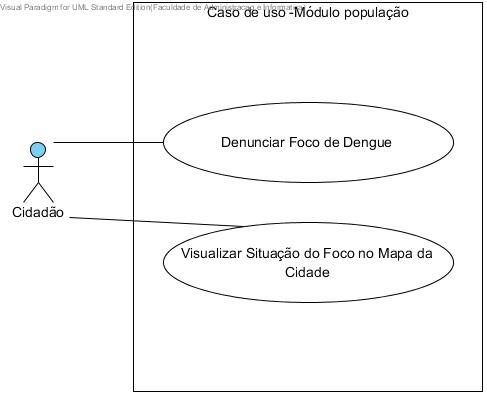 Visual Paradigm for UML Standard Edition(Faculdade de Administracao e Informatica)
Caso de uso -Módulo população
Denunciar Foco de Dengue
Cidadão
Visualizar Situação do Foco no Mapa da
Cidade